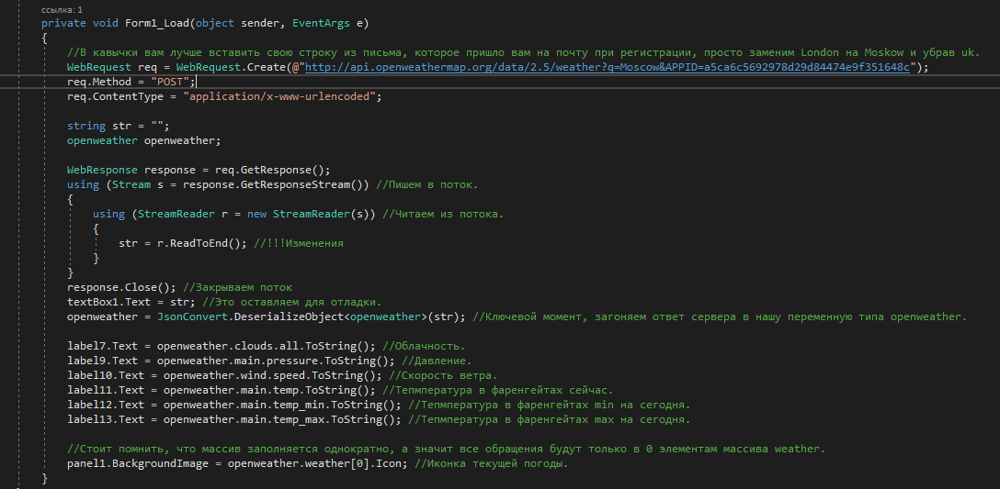 ссылка: 1
private void Form1_Load(object sender, EventArgs e)
{
//В кавычки вам лучше вставить свою строку из письма, которое пришло вам на почту при регистрации, просто заменим London на Moskow и убрав uk.
WebRequest req = WebRequest.Create(@"http://api.openweathermap.org/data/2.5/weather?q=Moscow&APPID=a5ca6c5692978d29d84474e9f351648c");
req.Method = "POST";
req.ContentType = "application/x-www-urlencoded";
string str = "";
openweather openweather;
WebResponse response = req.GetResponse();
using (Stream s = response.GetResponseStream()) //Пишем в поток.
{
using (StreamReader r = new StreamReader(s)) //Читаем из потока.
{
str = r.ReadToEnd(); //!!!Изменения
}
}
response.Close(); //Закрываем поток
textBox1.Text = str; //Это оставляем для отладки.
openweather = JsonConvert.DeserializeObject<openweather>(str); //Ключевой момент, загоняем ответ сервера в нашу переменную типа openweather.
label7.Text = openweather.clouds.all.ToString(); //Облачность.
label9.Text = openweather.main.pressure.ToString(); //Давление.
label10.Text = openweather.wind.speed.ToString(); //Скорость ветра.
label11.Text = openweather.main.temp.ToString(); //Тепмпература в фаренгейтах сейчас.
label12.Text = openweather.main.temp_min.ToString(); //Тепмпература в фаренгейтах min на сегодня.
label13.Text = openweather.main.temp_max.ToString(); //Тепмпература в фаренгейтах max на сегодня.
//Стоит помнить, что массив заполняется однократно, а значит все обращения будут только в 0 элементам массива weather.
panel1.BackgroundImage = openweather.weather[0].Icon; //Иконка текущей погоды.
}